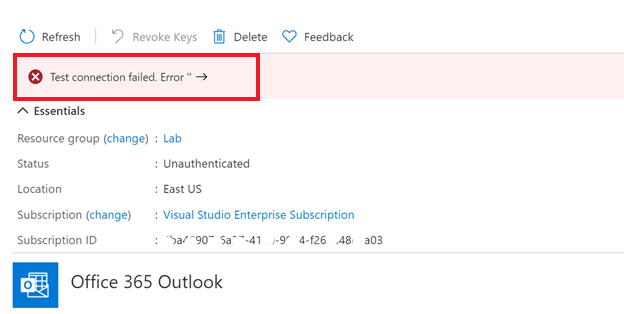 Refresh Revoke Keys Delete Feedback
Test connection failed. Error '' →
Essentials
Resource group (change) : Lab
Status : Unauthenticated
Location : East US
Subscription (change) : Visual Studio Enterprise Subscription
Subscription ID :
Office 365 Outlook